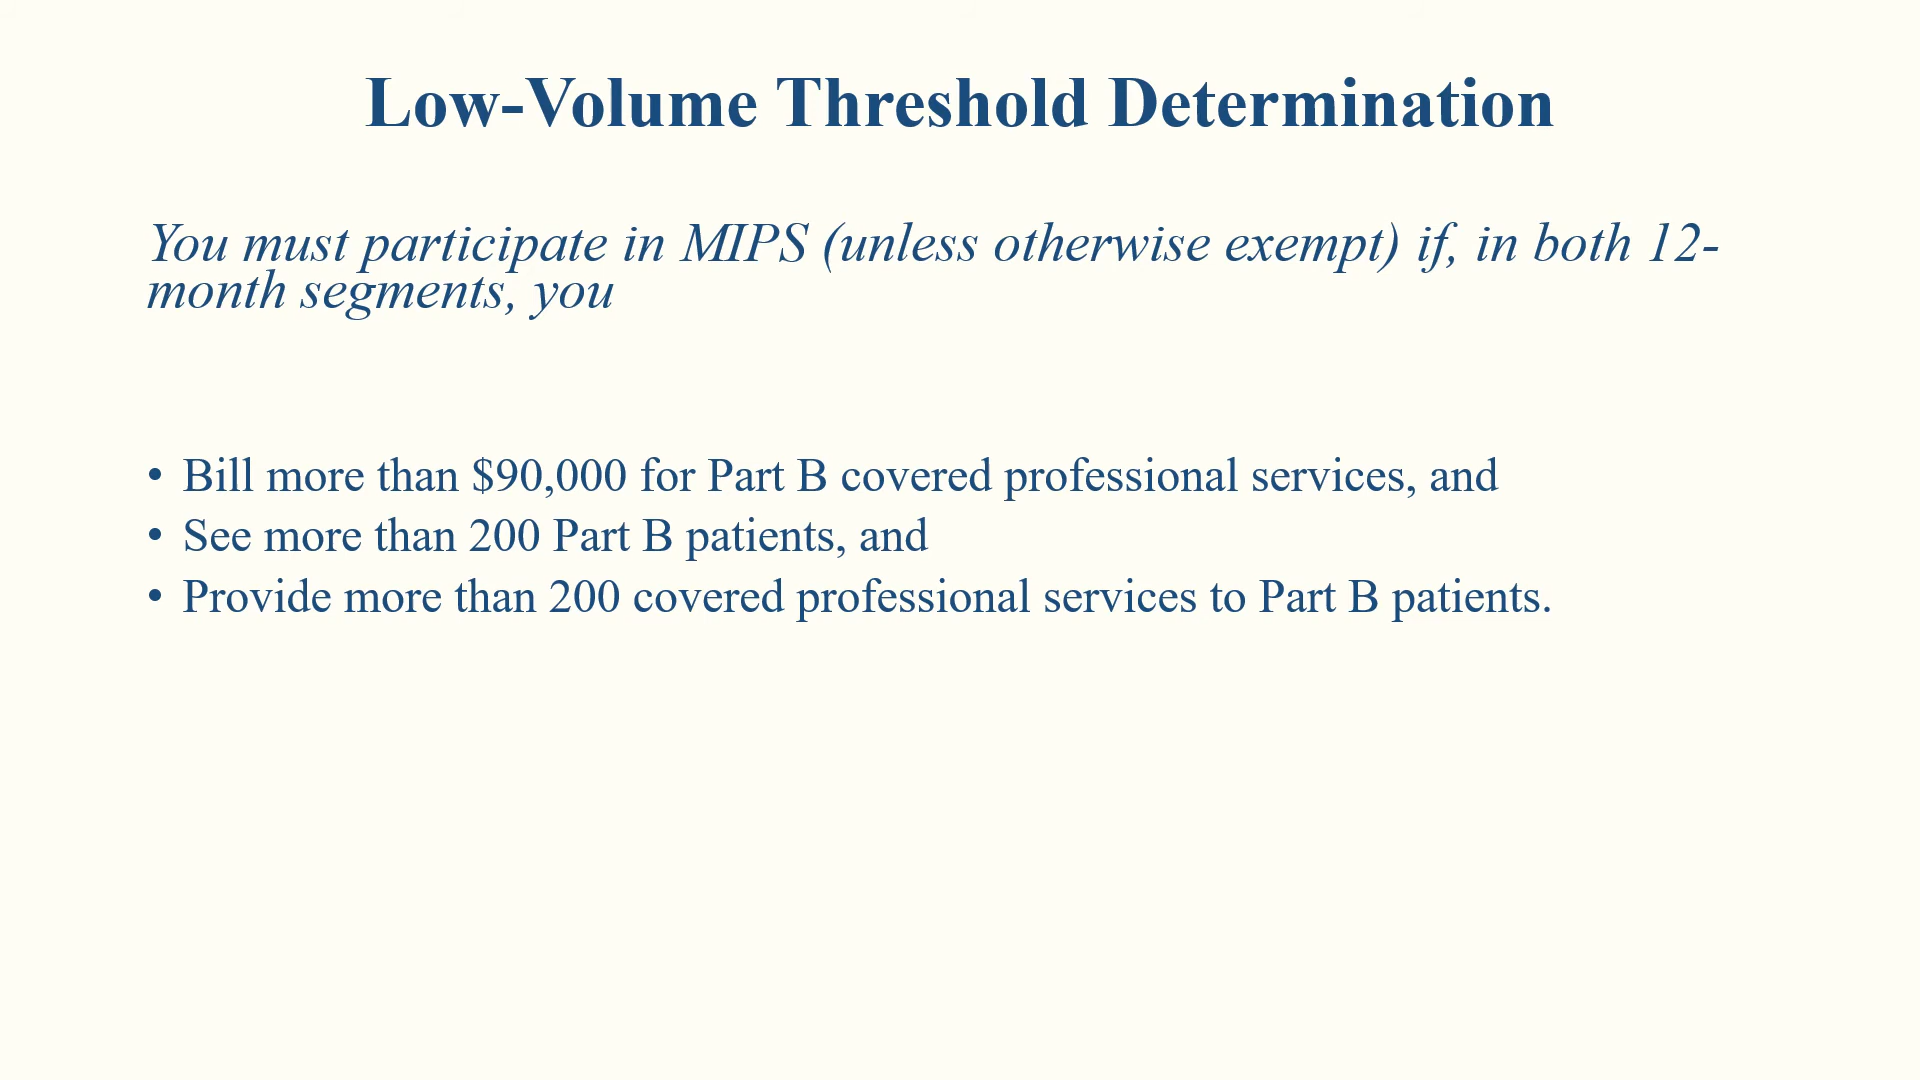 Low-Volume Threshold Determination
You must participate in MIPS (unless otherwise exempt) if, in both 12-
month segments, you
• Bill more than $90,000 for Part B covered professional services, and
• See more than 200 Part B patients, and
• Provide more than 200 covered professional services to Part B patients.